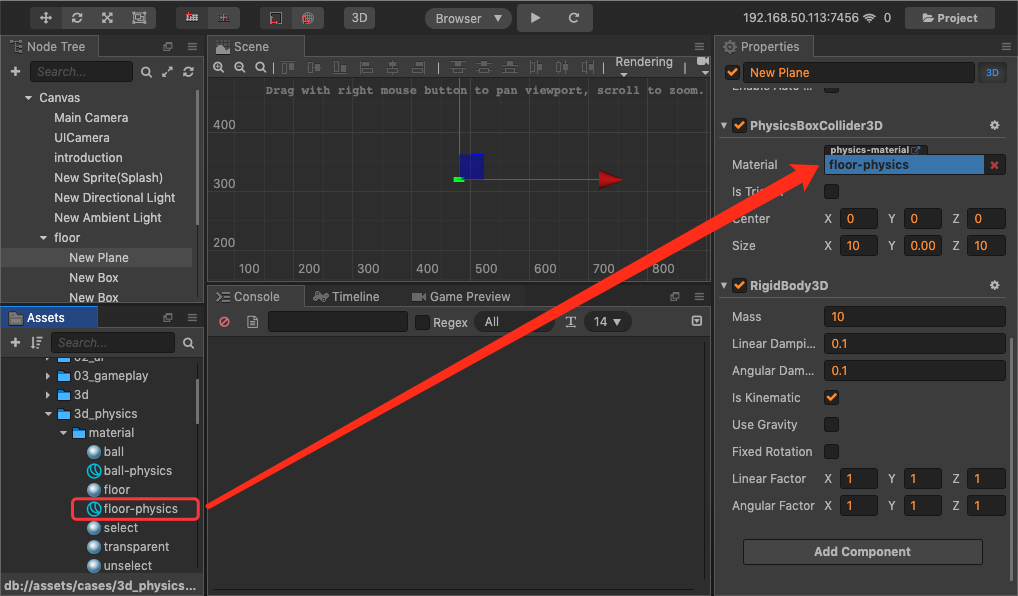 3D
Browser
192.168.50.113:7456
0
Project
Node Tree
Search...
Canvas
Main Camera
UICamera
introduction
New Sprite(Splash)
New Directional Light
New Ambient Light
floor
New Plane
New Box
New Box
Assets
Search...
03_gameplay
3d
3d_physics
material
ball
ball-physics
floor
floor-physics
select
transparent
unselect
db://assets/cases/3d_physics...
Scene
Rendering
Drag with right mouse button to pan viewport, scroll to zoom.
400
300
200
100 200 300 400 500 600 700 800
Console
Timeline
Game Preview
Regex
All
14
Properties
New Plane
3D
PhysicsBoxCollider3D
physics-material
Material floor-physics
Is Tri
Center X 0 Y 0 Z 0
Size X 10 Y 0.00 Z 10
RigidBody3D
Mass 10
Linear Dampi... 0.1
Angular Dam... 0.1
Is Kinematic
Use Gravity
Fixed Rotation
Linear Factor X 1 Y 1 Z 1
Angular Factor X 1 Y 1 Z 1
Add Component